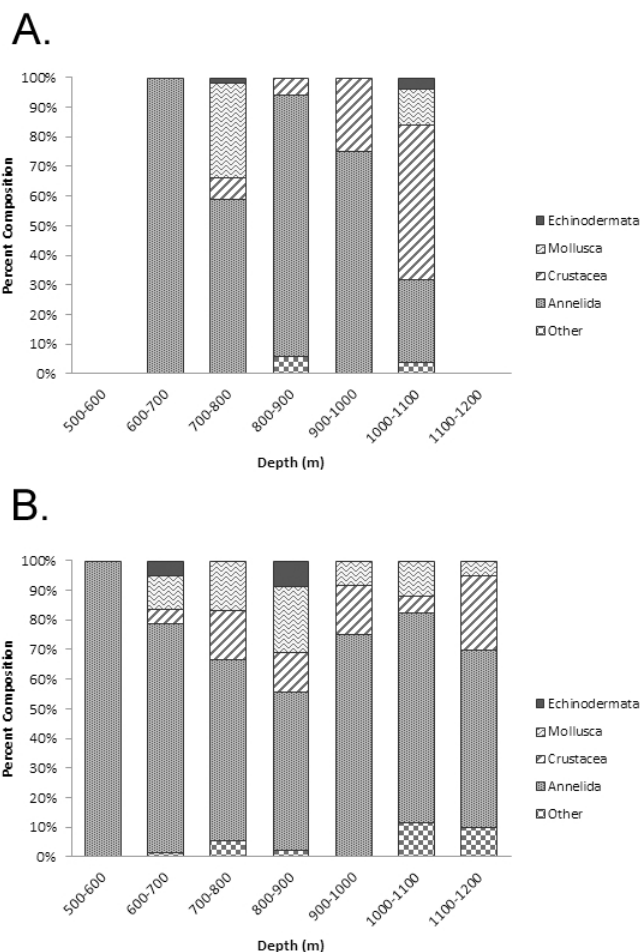 A.
100%
90%
80%
70%
60%
50%
40%
30%
20%
10%
0%
Percent Composition
500-600
600-700
700-800
800-900
900-1000
1000-1100
1100-1200
Depth (m)
Echinodermata
Mollusca
Crustacea
Annelida
Other
B.
100%
90%
80%
70%
60%
50%
40%
30%
20%
10%
0%
Percent Composition
500-600
600-700
700-800
800-900
900-1000
1000-1100
1100-1200
Depth (m)
Echinodermata
Mollusca
Crustacea
Annelida
Other